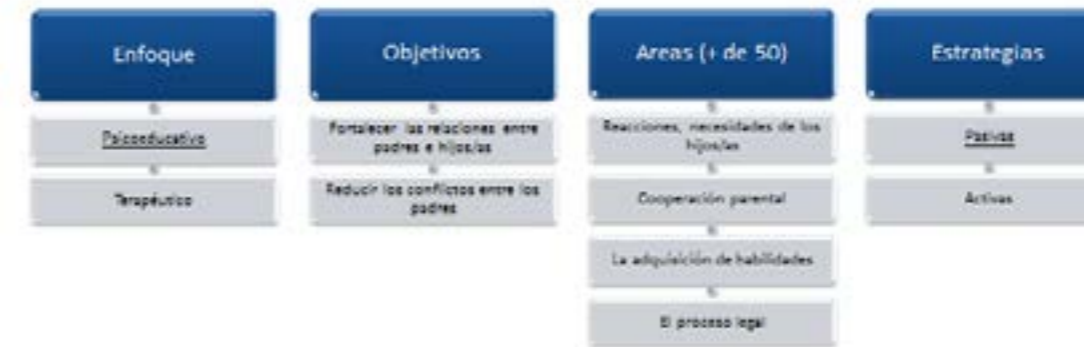 Enfoque
Psicoeducativo
Terapéutico
Objetivos
Fortalecer las relaciones entre
padres e hijos/as
Reducir los conflictos entre los
padres
Areas (+ de 50)
Reacciones, necesidades de los
hijos/as
Cooperación parental
La adquisición de habilidades
El proceso legal
Estrategias
Pasivas
Activas